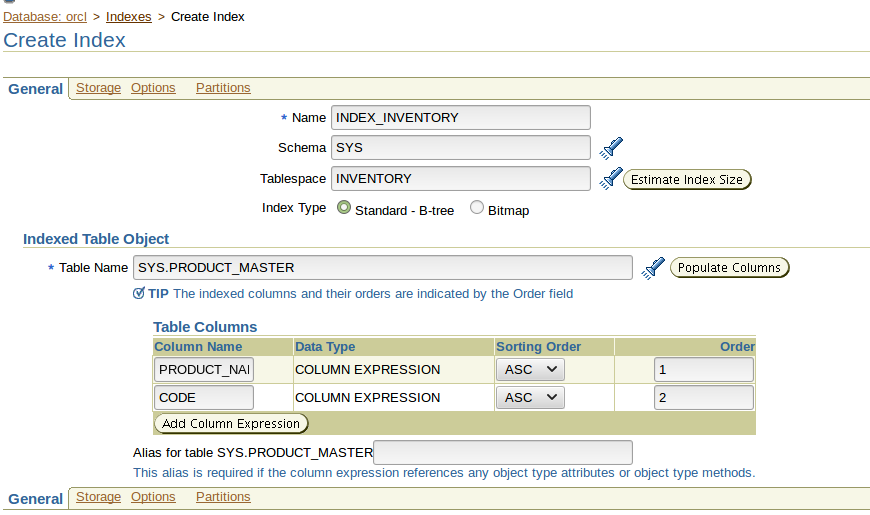 Database: orcl > Indexes > Create Index
Create Index
General Storage Options Partitions
* Name INDEX_INVENTORY
Schema SYS
Tablespace INVENTORY Estimate Index Size
Index Type Standard - B-tree Bitmap
Indexed Table Object
* Table Name SYS.PRODUCT_MASTER Populate Columns
TIP The indexed columns and their orders are indicated by the Order field
Table Columns
Column Name Data Type Sorting Order Order
COLUMN EXPRESSION ASC 1
CODE COLUMN EXPRESSION ASC 2
Add Column Expression
Alias for table SYS.PRODUCT_MASTER
This alias is required if the column expression references any object type attributes or object type methods.
General Storage Options Partitions